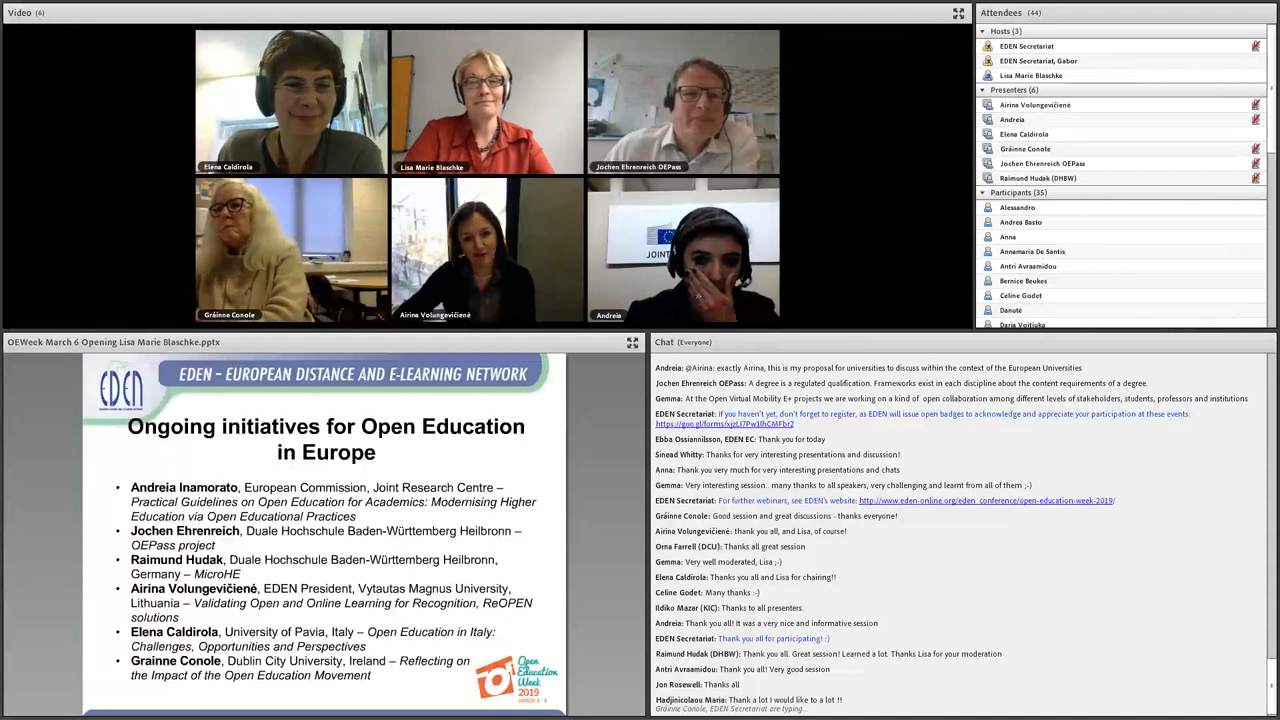 Video (6)
Elena Caldirola
Lisa Marie Blaschke
Jochen Ehrenreich OEPass
Gráinne Conole
Airina Volungevičienė
Andreia
JOINT
Attendees (44)
Hosts (3)
EDEN Secretariat
EDEN Secretariat, Gabor
Lisa Marie Blaschke
Presenters (6)
Airina Volungevičienė
Andreia
Elena Caldirola
Gráinne Conole
Jochen Ehrenreich OEPass
Raimund Hudak (DHBW)
Participants (35)
Alessandro
Andrea Basto
Anna
Annamaria De Santis
Antri Avraamidou
Bernice Beukes
Celine Godet
Danutė
Daria Voitiuka
OEWeek March 6 Opening Lisa Marie Blaschke.pptx
EDEN
EDEN - EUROPEAN DISTANCE AND E-LEARNING NETWORK
Ongoing initiatives for Open Education
in Europe
• Andreia Inamorato, European Commission, Joint Research Centre –
Practical Guidelines on Open Education for Academics: Modernising Higher
Education via Open Educational Practices
• Jochen Ehrenreich, Duale Hochschule Baden-Württemberg Heilbronn –
OEPass project
• Raimund Hudak, Duale Hochschule Baden-Württemberg Heilbronn,
Germany – MicroHE
• Airina Volungevičienė, EDEN President, Vytautas Magnus University,
Lithuania – Validating Open and Online Learning for Recognition, ReOPEN
solutions
• Elena Caldirola, University of Pavia, Italy - Open Education in Italy:
Challenges, Opportunities and Perspectives
• Grainne Conole, Dublin City University, Ireland - Reflecting on
the Impact of the Open Education Movement
Open
Education
Week
2019
MARCH 4 - 8
Chat (Everyone)
Andreia: @Airina: exactly Airina, this is my proposal for universities to discuss within the context of the European Universities
Jochen Ehrenreich OEPass: A degree is a regulated qualification. Frameworks exist in each discipline about the content requirements of a degree.
Gemma: At the Open Virtual Mobility E+ projects we are working on a kind of open collaboration among different levels of stakeholders, students, professors and institutions
EDEN Secretariat: If you haven't yet, don't forget to register, as EDEN will issue open badges to acknowledge and appreciate your participation at these events:
https://goo.gl/forms/xjzLI7Pw1lhCMFbr2
Ebba Ossiannilsson, EDEN EC: Thank you for today
Sinead Whitty: Thanks for very interesting presentations and discussion!
Anna: Thank you very much for very interesting presentations and chats
Gemma: Very interesting session.. many thanks to all speakers, very challenging and learnt from all of them ;-)
EDEN Secretariat: For further webinars, see EDEN's website: http://www.eden-online.org/eden_conference/open-education-week-2019/
Gráinne Conole: Good session and great discussions - thanks everyone!
Airina Volungevičienė: thank you all, and Lisa, of course!
Orna Farrell (DCU): Thanks all great session
Gemma: Very well moderated, Lisa ;-)
Elena Caldirola: Thanks you all and Lisa for chairing!!
Celine Godet: Many thanks :-)
Ildiko Mazar (KIC): Thanks to all presenters.
Andreia: Thank you all! It was a very nice and informative session
EDEN Secretariat: Thank you all for participating! :)
Raimund Hudak (DHBW): Thank you all. Great session! Learned a lot. Thanks Lisa for your moderation
Antri Avraamidou: Thank you all! Very good session
Jon Rosewell: Thanks all
Hadjinicolaou Maria: Thank a lot I would like to a lot !!
Gráinne Conole, EDEN Secretariat are typing...